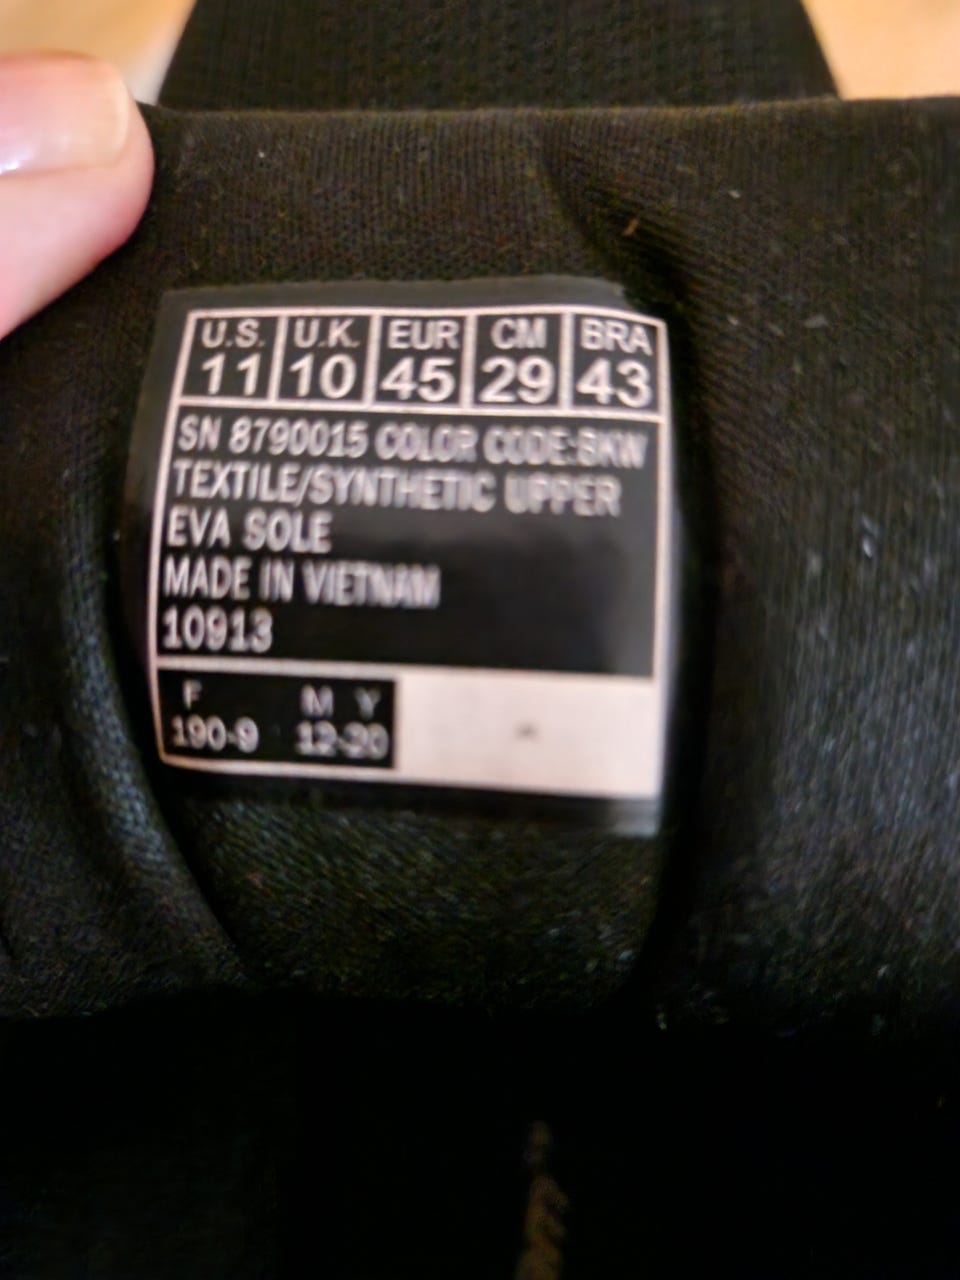 U.S. U.K. EUR CM BRA
11 10 45 29 43
SN 8790015 COLOR CODE:BKW
TEXTILE/SYNTHETIC UPPER
EVA SOLE
MADE IN VIETNAM
10913
F M Y
190-9 12-20